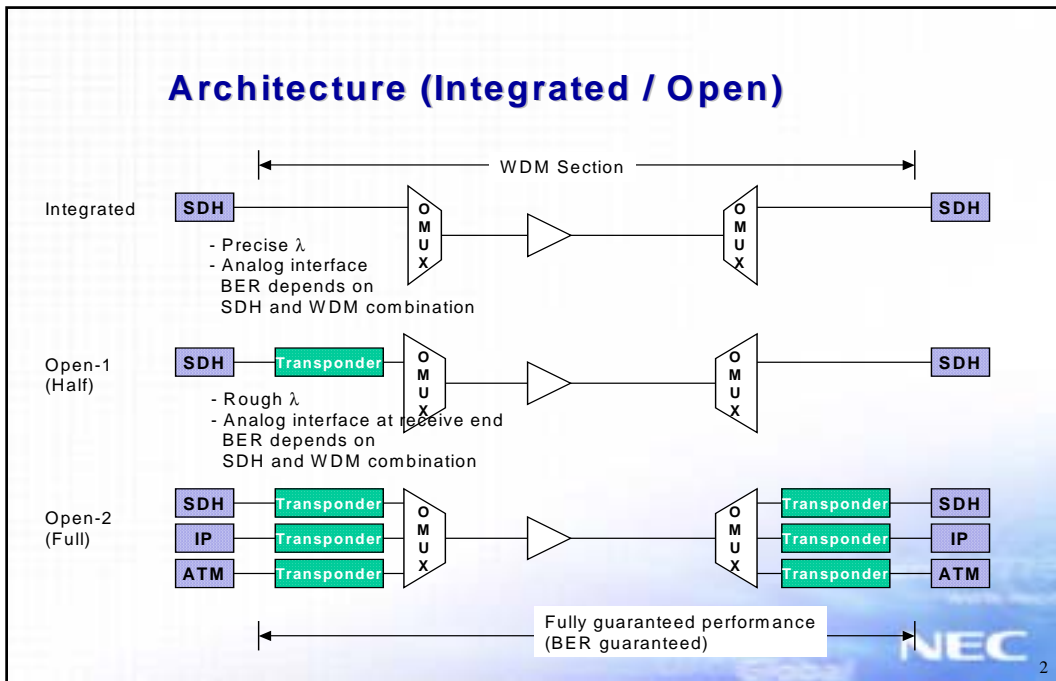 Architecture (Integrated / Open)
WDM Section
Integrated
SDH
O
M
U
X
O
M
U
X
SDH
- Precise λ
- Analog interface
BER depends on
SDH and WDM combination
Open-1
(Half)
SDH
Transponder
O
M
U
X
O
M
U
X
SDH
- Rough λ
- Analog interface at receive end
BER depends on
SDH and WDM combination
Open-2
(Full)
SDH
Transponder
IP
Transponder
ATM
Transponder
O
M
U
X
O
M
U
X
Transponder
SDH
Transponder
IP
Transponder
ATM
Fully guaranteed performance
(BER guaranteed)
NEC
2